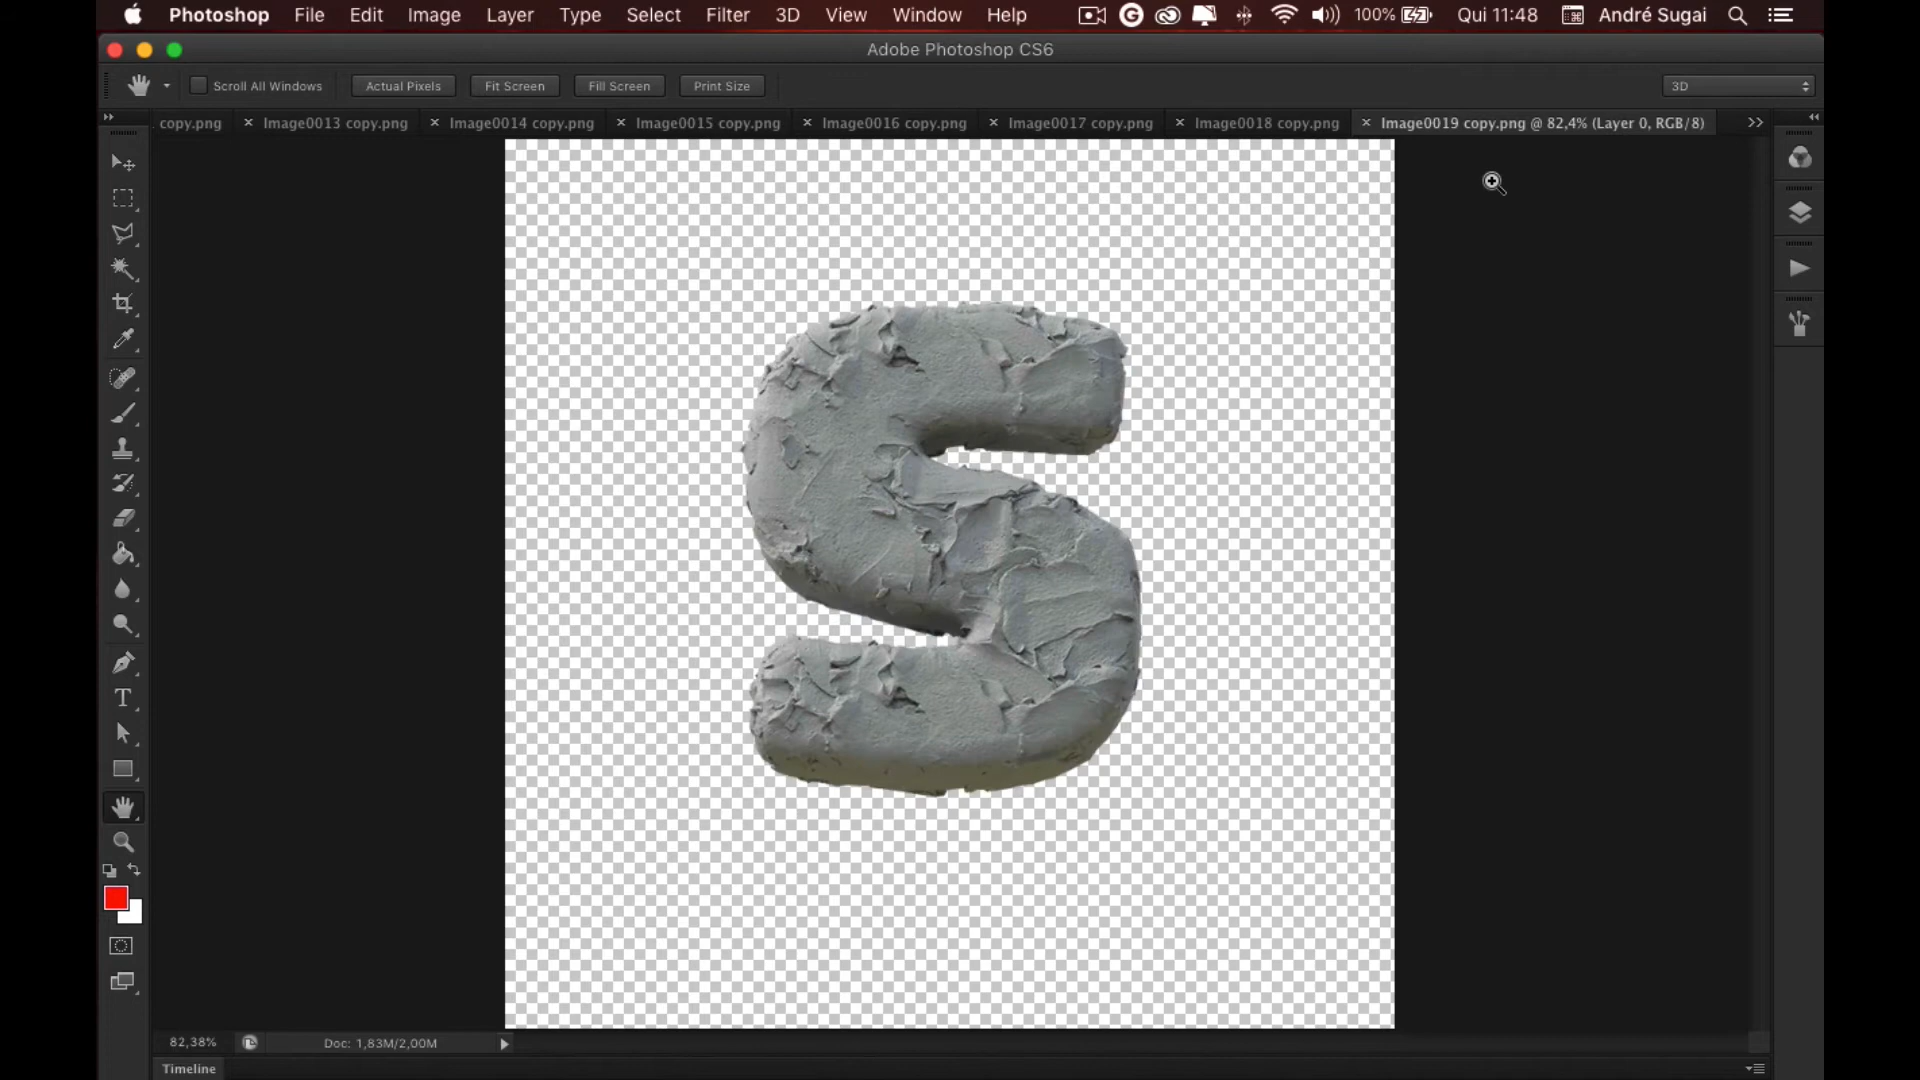 Photoshop File Edit Image Layer Type Select Filter 3D View Window Help 100% Qui 11:48 André Sugai
Adobe Photoshop CS6
Scroll All Windows Actual Pixels Fit Screen Fill Screen Print Size 3D
copy.png Image0013 copy.png Image0014 copy.png Image0015 copy.png Image0016 copy.png Image0017 copy.png Image0018 copy.png Image0019 copy.png @ 82,4% (Layer 0, RGB/8)
S
82,38% Doc: 1,83M/2,00M
Timeline